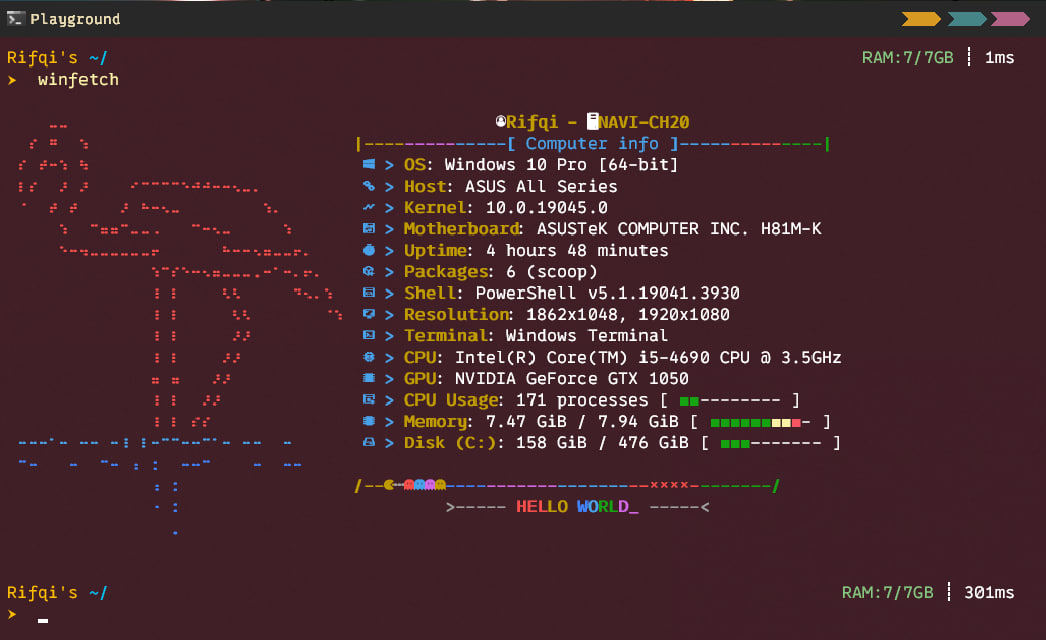 Playground
Rifqi's ~/ RAM:7/7GB ┊ 1ms
➤ winfetch
Rifqi - NAVI-CH20
|---------------[ Computer info ]---------------|
> OS: Windows 10 Pro [64-bit]
> Host: ASUS All Series
> Kernel: 10.0.19045.0
> Motherboard: ASUSTeK COMPUTER INC. H81M-K
> Uptime: 4 hours 48 minutes
> Packages: 6 (scoop)
> Shell: PowerShell v5.1.19041.3930
> Resolution: 1862x1048, 1920x1080
> Terminal: Windows Terminal
> CPU: Intel(R) Core(TM) i5-4690 CPU @ 3.5GHz
> GPU: NVIDIA GeForce GTX 1050
> CPU Usage: 171 processes [ ■■-------- ]
> Memory: 7.47 GiB / 7.94 GiB [ ■■■■■■■■■- ]
> Disk (C:): 158 GiB / 476 GiB [ ■■■------- ]
>----- HELLO WORLD_ -----<
Rifqi's ~/ RAM:7/7GB ┊ 301ms
➤ _